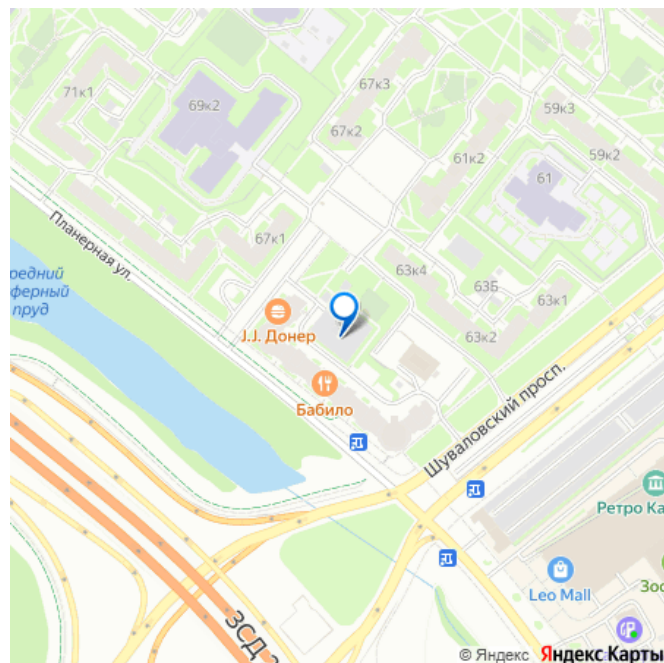 67к3
71к1
59к3
69к2
67к2
59к2
61к2
61
Планерная ул.
67к1
63к4
редний
ферный
пруд
63Б
63к1
J.J. Донер
63к2
Бабило
Шуваловский просп.
Ретро Ка
Зоо
Leo Mall
ЗСД
© Яндекс Яндекс Карты